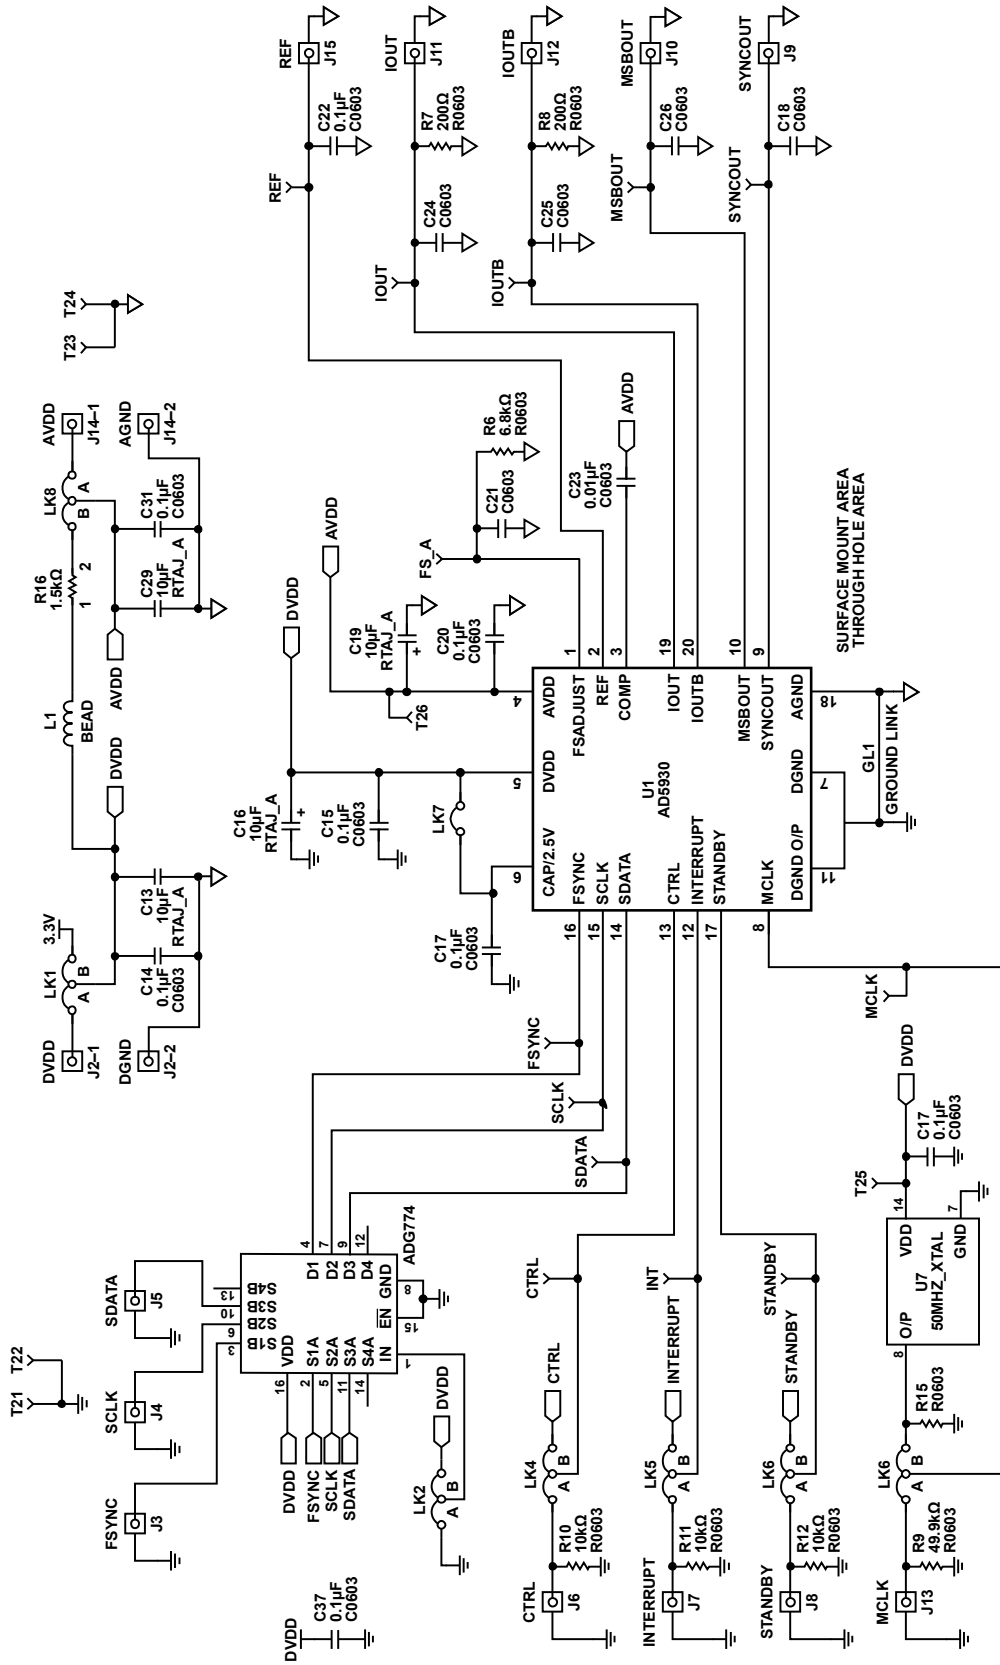 DVDD
J2–1
LK1
A
B
3.3V
DGND
J2–2
C14
0.1µF
C0603
C13
10µF
RTAJ_A
DVDD
L1
BEAD
R16
1.5kΩ
1
2
AVDD
C29
10µF
RTAJ_A
C31
0.1µF
C0603
LK8
B
A
AVDD
J14–1
AGND
J14–2
T23
T24
T21
T22
FSYNC
J3
SCLK
J4
SDATA
J5
DVDD
C37
0.1µF
C0603
DVDD
FSYNC
SCLK
SDATA
16
2
5
11
14
1
VDD
S1A
S2A
S3A
S4A
IN
3
6
10
13
S1B
S2B
S3B
S4B
D1
D2
D3
D4
4
7
9
12
EN
GND
15
8
ADG774
LK2
A
B
DVDD
FSYNC
SCLK
SDATA
C17
0.1µF
C0603
LK7
C15
0.1µF
C0603
C16
10µF
RTAJ_A
+
DVDD
AVDD
T26
C19
10µF
RTAJ_A
+
C20
0.1µF
C0603
FS_A
C21
C0603
R6
6.8kΩ
R0603
C23
0.01µF
C0603
AVDD
6
5
4
CAP/2.5V
DVDD
AVDD
16
FSYNC
15
SCLK
14
SDATA
13
CTRL
12
INTERRUPT
17
STANDBY
8
MCLK
U1
AD5930
FSADJUST
1
REF
2
COMP
3
IOUT
19
IOUTB
20
MSBOUT
10
SYNCOUT
9
DGND O/P
DGND
AGND
11
7
18
GL1
GROUND LINK
SURFACE MOUNT AREA
THROUGH HOLE AREA
REF
C22
0.1µF
C0603
REF
J15
IOUT
C24
C0603
R7
200Ω
R0603
IOUT
J11
IOUTB
C25
C0603
R8
200Ω
R0603
IOUTB
J12
MSBOUT
C26
C0603
MSBOUT
J10
SYNCOUT
C18
C0603
SYNCOUT
J9
CTRL
J6
R10
10kΩ
R0603
LK4
A
B
CTRL
CTRL
INTERRUPT
J7
R11
10kΩ
R0603
LK5
A
B
INTERRUPT
INT
STANDBY
J8
R12
10kΩ
R0603
LK6
A
B
STANDBY
STANDBY
MCLK
J13
R9
49.9kΩ
R0603
LK6
A
B
R15
R0603
8
O/P
VDD
U7
50MHZ_XTAL
GND
14
7
T25
C17
0.1µF
C0603
DVDD
MCLK